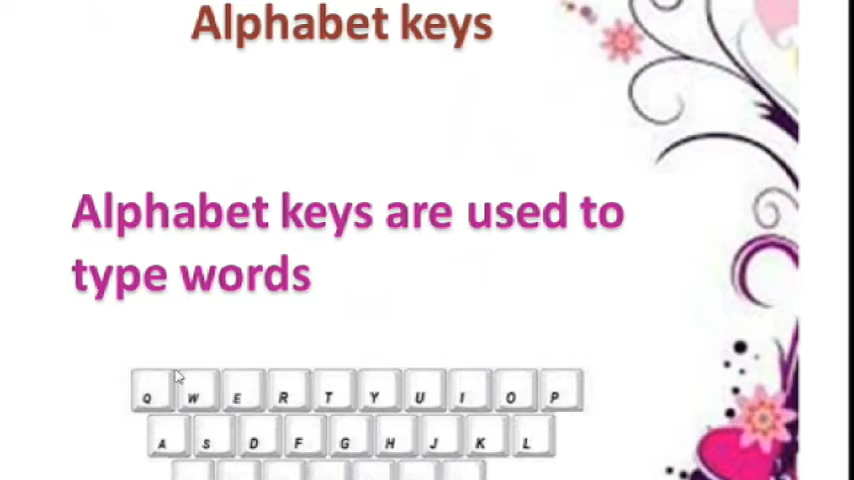 Alphabet keys
Alphabet keys are used to
type words
Q W E R T Y U I O P
A S D F G H J K L